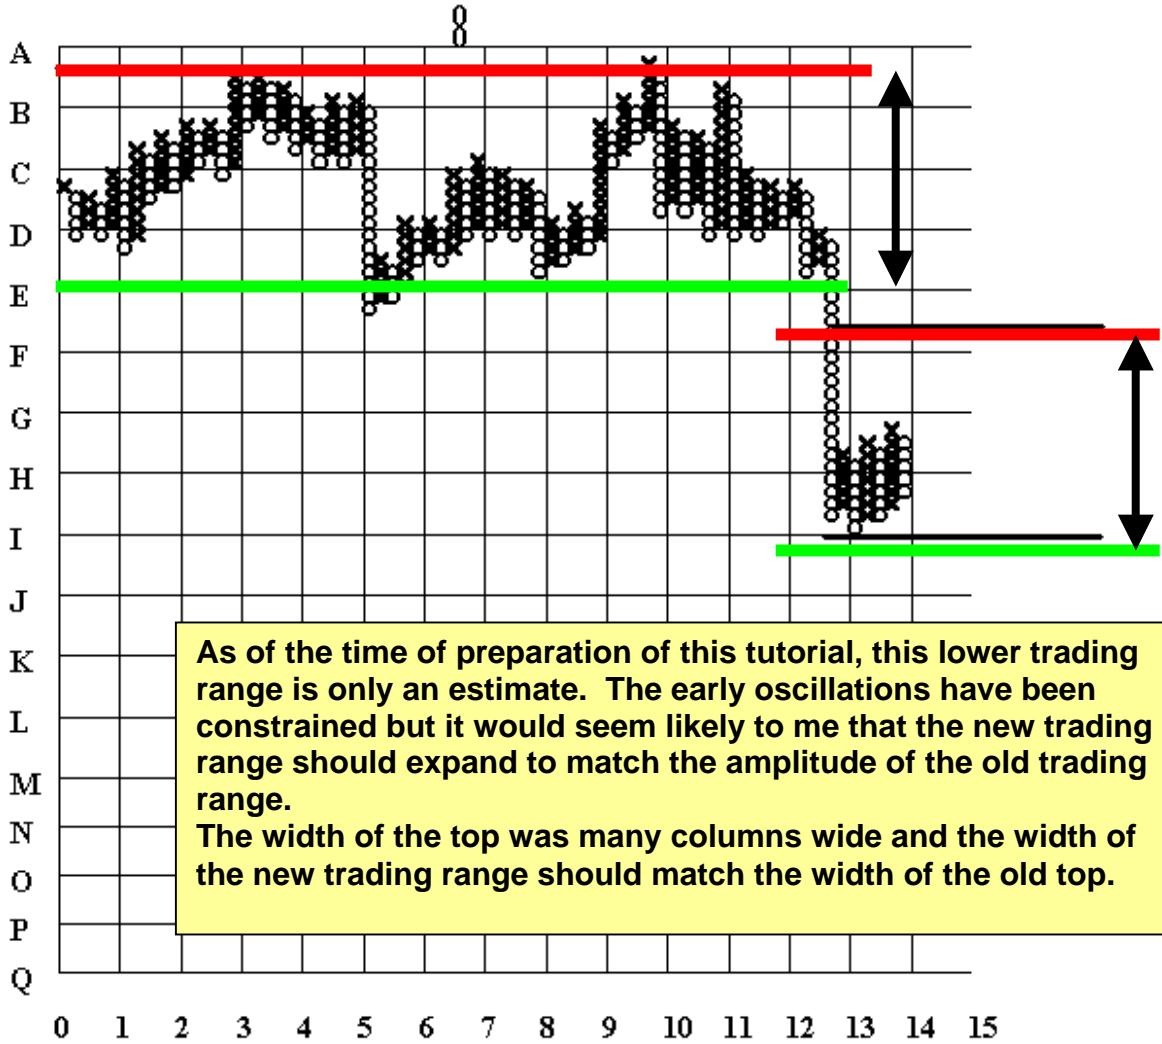 0
0
A
B
C
D
E
F
G
H
I
J
K
L
M
N
O
P
Q
As of the time of preparation of this tutorial, this lower trading
range is only an estimate.  The early oscillations have been
constrained but it would seem likely to me that the new trading
range should expand to match the amplitude of the old trading
range.
The width of the top was many columns wide and the width of
the new trading range should match the width of the old top.
0 1 2 3 4 5 6 7 8 9 10 11 12 13 14 15